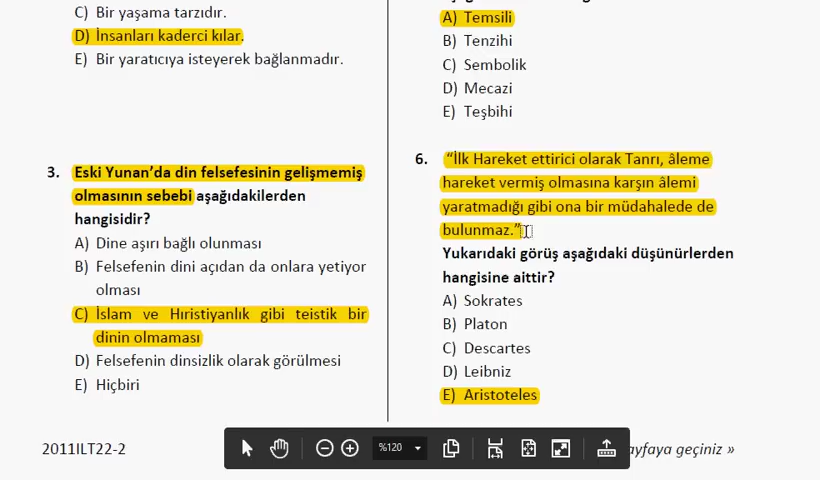 C) Bir yaşama tarzıdır.
D) İnsanları kaderci kılar.
E) Bir yaratıcıya isteyerek bağlanmadır.
3. Eski Yunan’da din felsefesinin gelişmemiş
olmasının sebebi aşağıdakilerden
hangisidir?
A) Dine aşırı bağlı olunması
B) Felsefenin dini açıdan da onlara yetiyor
olması
C) İslam ve Hıristiyanlık gibi teistik bir
dinin olmaması
D) Felsefenin dinsizlik olarak görülmesi
E) Hiçbiri
A) Temsili
B) Tenzihi
C) Sembolik
D) Mecazi
E) Teşbihi
6. “İlk Hareket ettirici olarak Tanrı, âleme
hareket vermiş olmasına karşın âlemi
yaratmadığı gibi ona bir müdahalede de
bulunmaz.”
Yukarıdaki görüş aşağıdaki düşünürlerden
hangisine aittir?
A) Sokrates
B) Platon
C) Descartes
D) Leibniz
E) Aristoteles
2011ILT22-2
%120
ayfaya geçiniz »